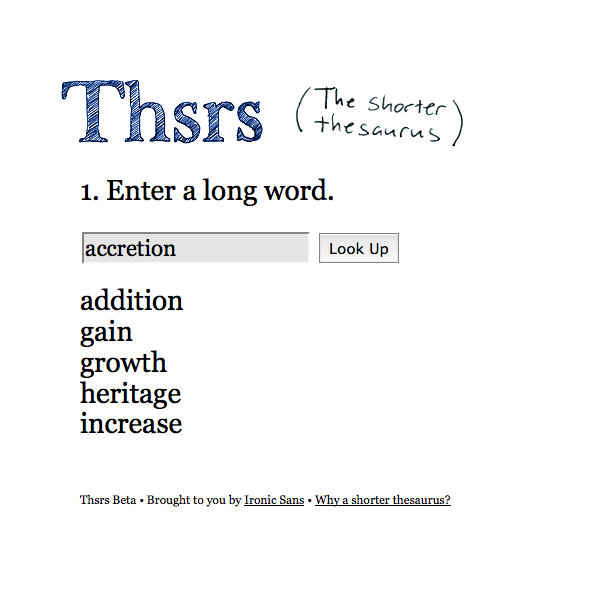 Thsrs (The shorter
thesaurus)
1. Enter a long word.
accretion Look Up
addition
gain
growth
heritage
increase
Thsrs Beta • Brought to you by Ironic Sans • Why a shorter thesaurus?